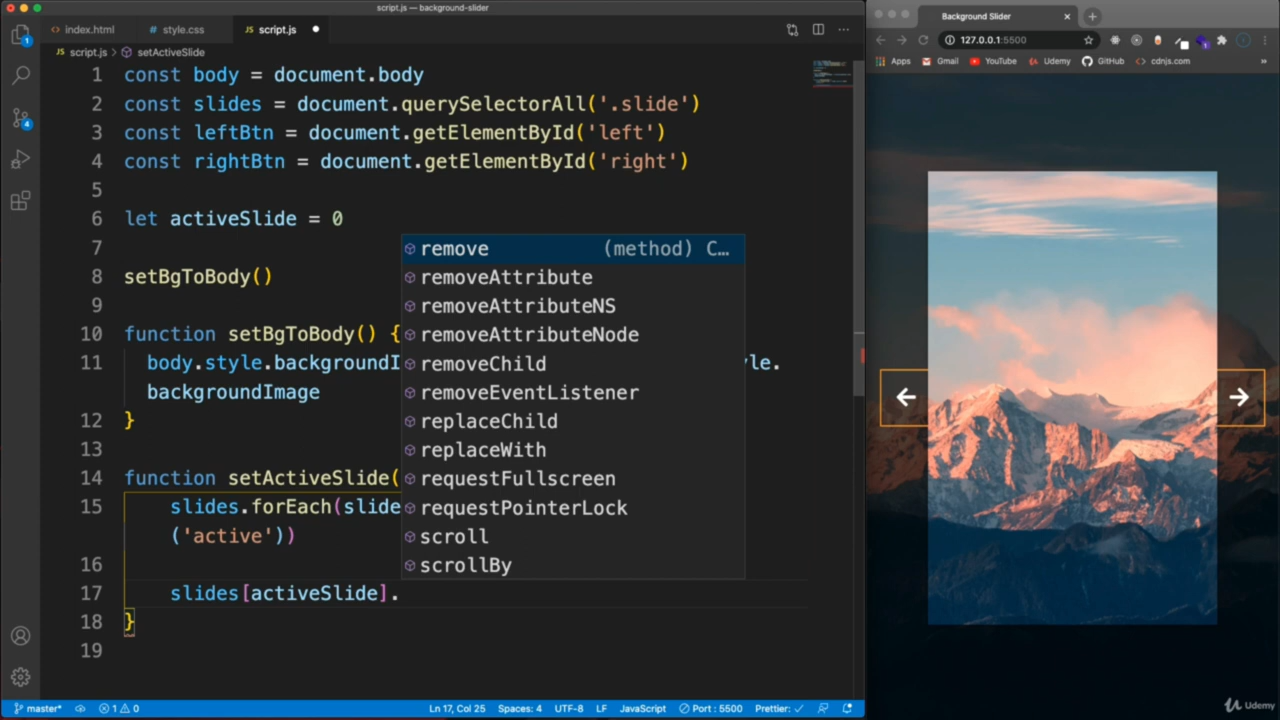 script.js — background-slider
index.html
style.css
JS script.js
JS script.js > setActiveSlide
1 const body = document.body
2 const slides = document.querySelectorAll('.slide')
3 const leftBtn = document.getElementById('left')
4 const rightBtn = document.getElementById('right')
5
6 let activeSlide = 0
7
8 setBgToBody()
9
10 function setBgToBody() {
11 body.style.backgroundI
yle.
backgroundImage
12 }
13
14 function setActiveSlide(
15 slides.forEach(slide
('active'))
16
17 slides[activeSlide].
18 }
19
remove (method) C…
removeAttribute
removeAttributeNS
removeAttributeNode
removeChild
removeEventListener
replaceChild
replaceWith
requestFullscreen
requestPointerLock
scroll
scrollBy
1
4
master*
1 0
Ln 17, Col 25
Spaces: 4
UTF-8
LF
JavaScript
Port : 5500
Prettier: ✓
Background Slider
127.0.0.1:5500
Apps
Gmail
YouTube
Udemy
GitHub
cdnjs.com
»
Udemy